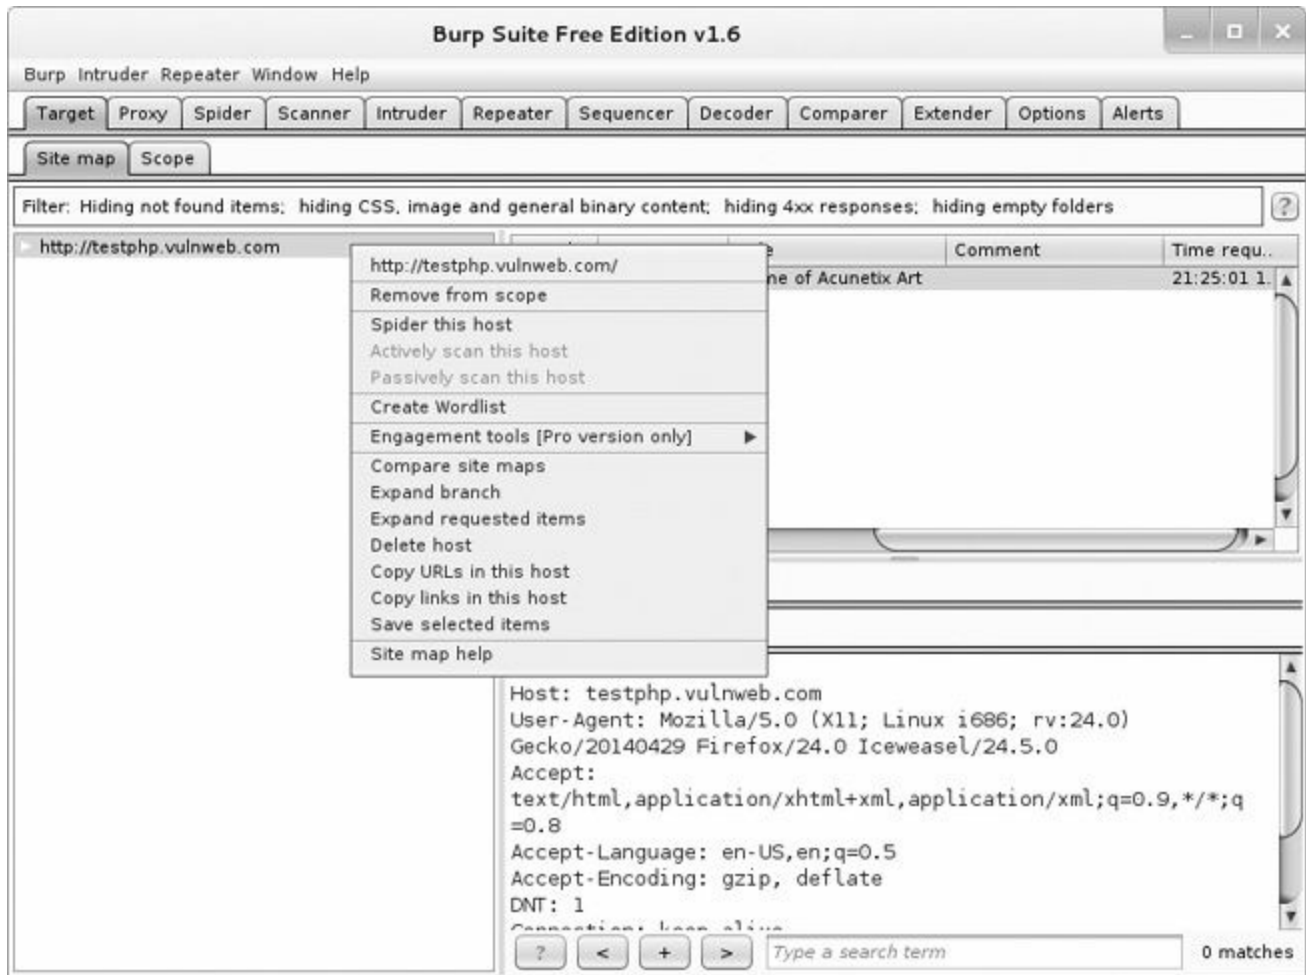 Burp Suite Free Edition v1.6
Burp Intruder Repeater Window Help
Target Proxy Spider Scanner Intruder Repeater Sequencer Decoder Comparer Extender Options Alerts
Site map Scope
Filter: Hiding not found items; hiding CSS, image and general binary content; hiding 4xx responses; hiding empty folders
?
http://testphp.vulnweb.com
Comment Time requ..
of Acunetix Art 21:25:01 1.
http://testphp.vulnweb.com/
Remove from scope
Spider this host
Actively scan this host
Passively scan this host
Create Wordlist
Engagement tools [Pro version only]
Compare site maps
Expand branch
Expand requested items
Delete host
Copy URLs in this host
Copy links in this host
Save selected items
Site map help
Host: testphp.vulnweb.com
User-Agent: Mozilla/5.0 (X11; Linux i686; rv:24.0)
Gecko/20140429 Firefox/24.0 Iceweasel/24.5.0
Accept:
text/html,application/xhtml+xml,application/xml;q=0.9,*/*;q
=0.8
Accept-Language: en-US,en;q=0.5
Accept-Encoding: gzip, deflate
DNT: 1
? < + > Type a search term 0 matches